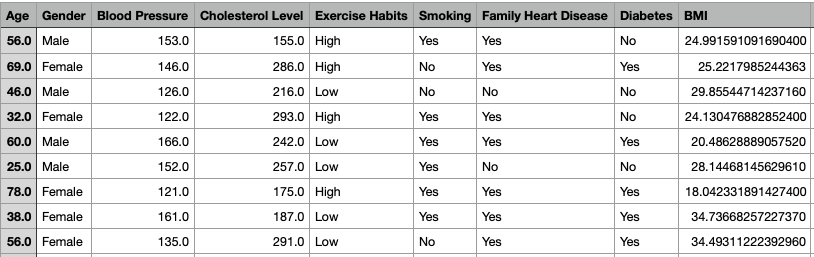 Age Gender Blood Pressure Cholesterol Level Exercise Habits Smoking Family Heart Disease Diabetes BMI
56.0 Male 153.0 155.0 High Yes Yes No 24.991591091690400
69.0 Female 146.0 286.0 High No Yes Yes 25.2217985244363
46.0 Male 126.0 216.0 Low No No No 29.85544714237160
32.0 Female 122.0 293.0 High Yes Yes No 24.130476882852400
60.0 Male 166.0 242.0 Low Yes Yes Yes 20.48628889057520
25.0 Male 152.0 257.0 Low Yes No No 28.14468145629610
78.0 Female 121.0 175.0 High Yes Yes Yes 18.042331891427400
38.0 Female 161.0 187.0 Low Yes Yes Yes 34.73668257227370
56.0 Female 135.0 291.0 Low No Yes Yes 34.49311222392960